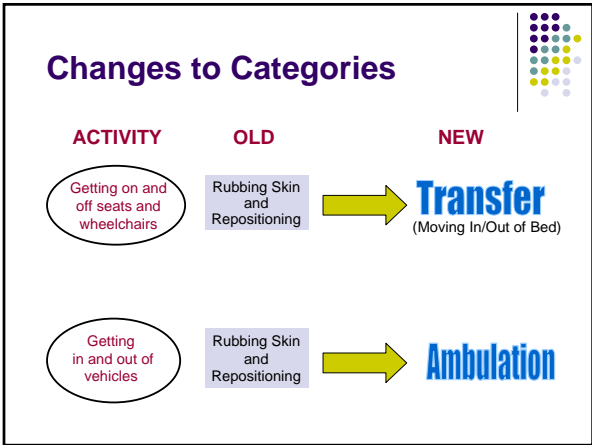 Changes to Categories
ACTIVITY OLD NEW
Getting on and
off seats and
wheelchairs
Rubbing Skin
and
Repositioning
Transfer
(Moving In/Out of Bed)
Getting
in and out of
vehicles
Rubbing Skin
and
Repositioning
Ambulation